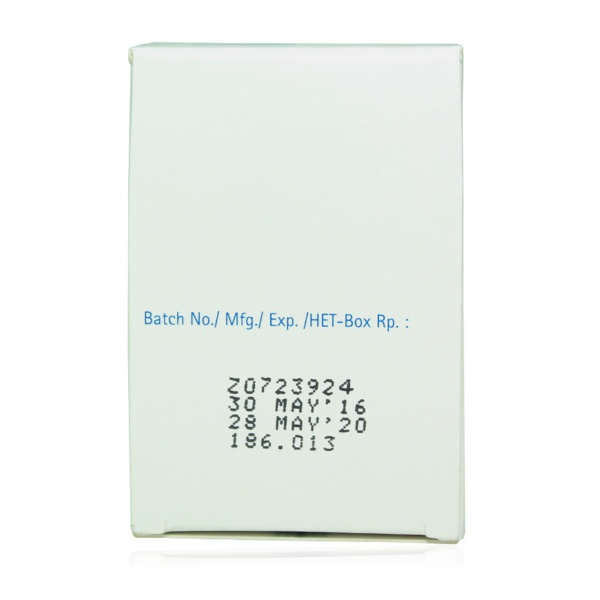 Batch No./ Mfg./ Exp. /HET-Box Rp. :
Z0723924
30 MAY'16
28 MAY'20
186.013